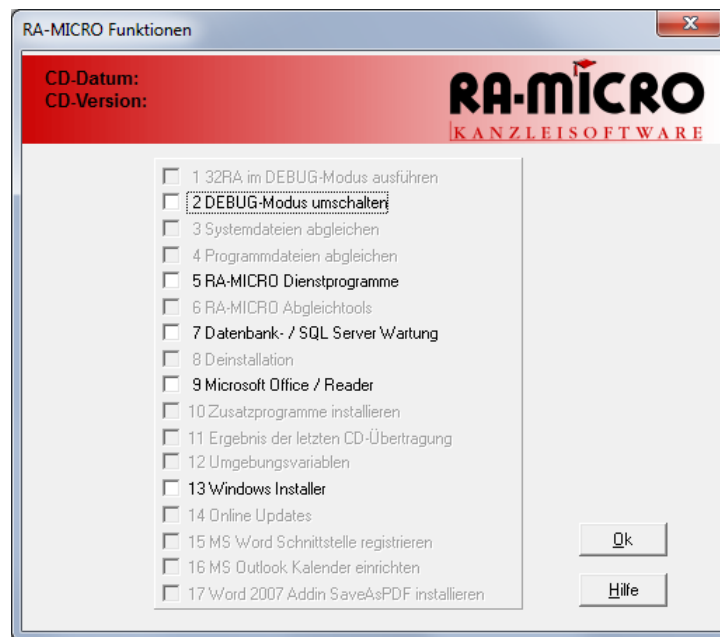 RA-MICRO Funktionen
CD-Datum:
CD-Version:
RA-MICRO
KANZLEISOFTWARE
1 32RA im DEBUG-Modus ausführen
2 DEBUG-Modus umschalten
3 Systemdateien abgleichen
4 Programmdateien abgleichen
5 RA-MICRO Dienstprogramme
6 RA-MICRO Abgleichtools
7 Datenbank- / SQL Server Wartung
8 Deinstallation
9 Microsoft Office / Reader
10 Zusatzprogramme installieren
11 Ergebnis der letzten CD-Übertragung
12 Umgebungsvariablen
13 Windows Installer
14 Online Updates
15 MS Word Schnittstelle registrieren
16 MS Outlook Kalender einrichten
17 Word 2007 Addin SaveAsPDF installieren
Ok
Hilfe